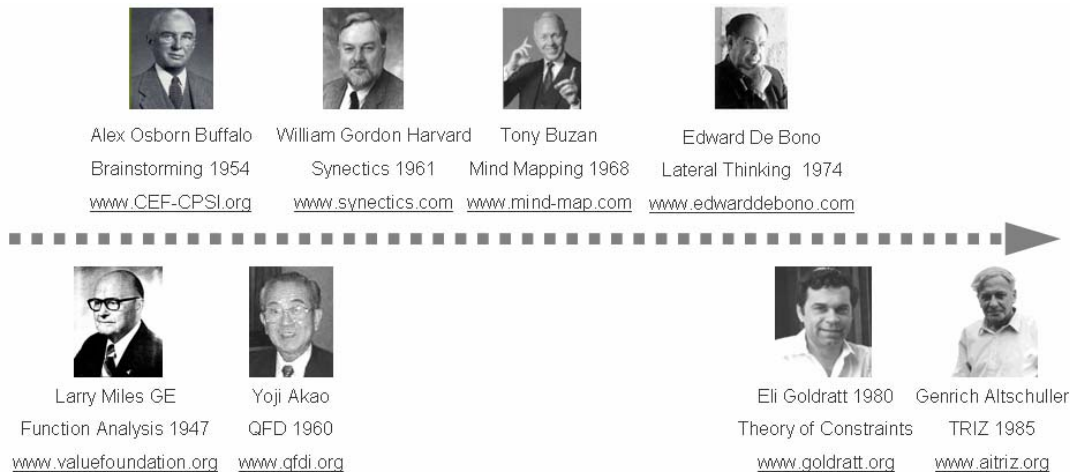 Alex Osborn Buffalo
Brainstorming 1954
www.CEF-CPSI.org
William Gordon Harvard
Synectics 1961
www.synectics.com
Tony Buzan
Mind Mapping 1968
www.mind-map.com
Edward De Bono
Lateral Thinking 1974
www.edwarddebono.com
Larry Miles GE
Function Analysis 1947
www.valuefoundation.org
Yoji Akao
QFD 1960
www.qfdi.org
Eli Goldratt 1980
Theory of Constraints
www.goldratt.org
Genrich Altschuller
TRIZ 1985
www.aitriz.org